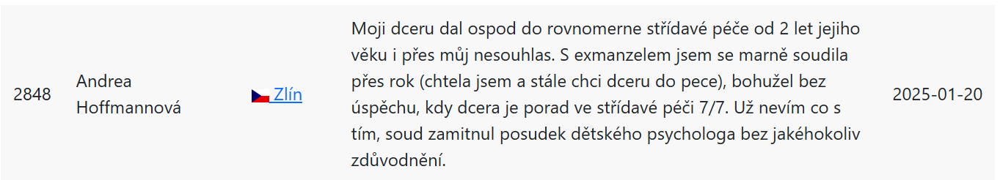 Moji dceru dal ospod do rovnomerne střídavé péče od 2 let jejiho
věku i přes můj nesouhlas. S exmanzelem jsem se marně soudila
Andrea
přes rok (chtela jsem a stále chci dceru do pece), bohužel bez
2848
Zlín
2025-01-20
Hoffmannová
úspěchu, kdy dcera je porad ve střídavé péči 7/7. Už nevím co s
tím, soud zamitnul posudek dětského psychologa bez jakéhokoliv
zdůvodnění.